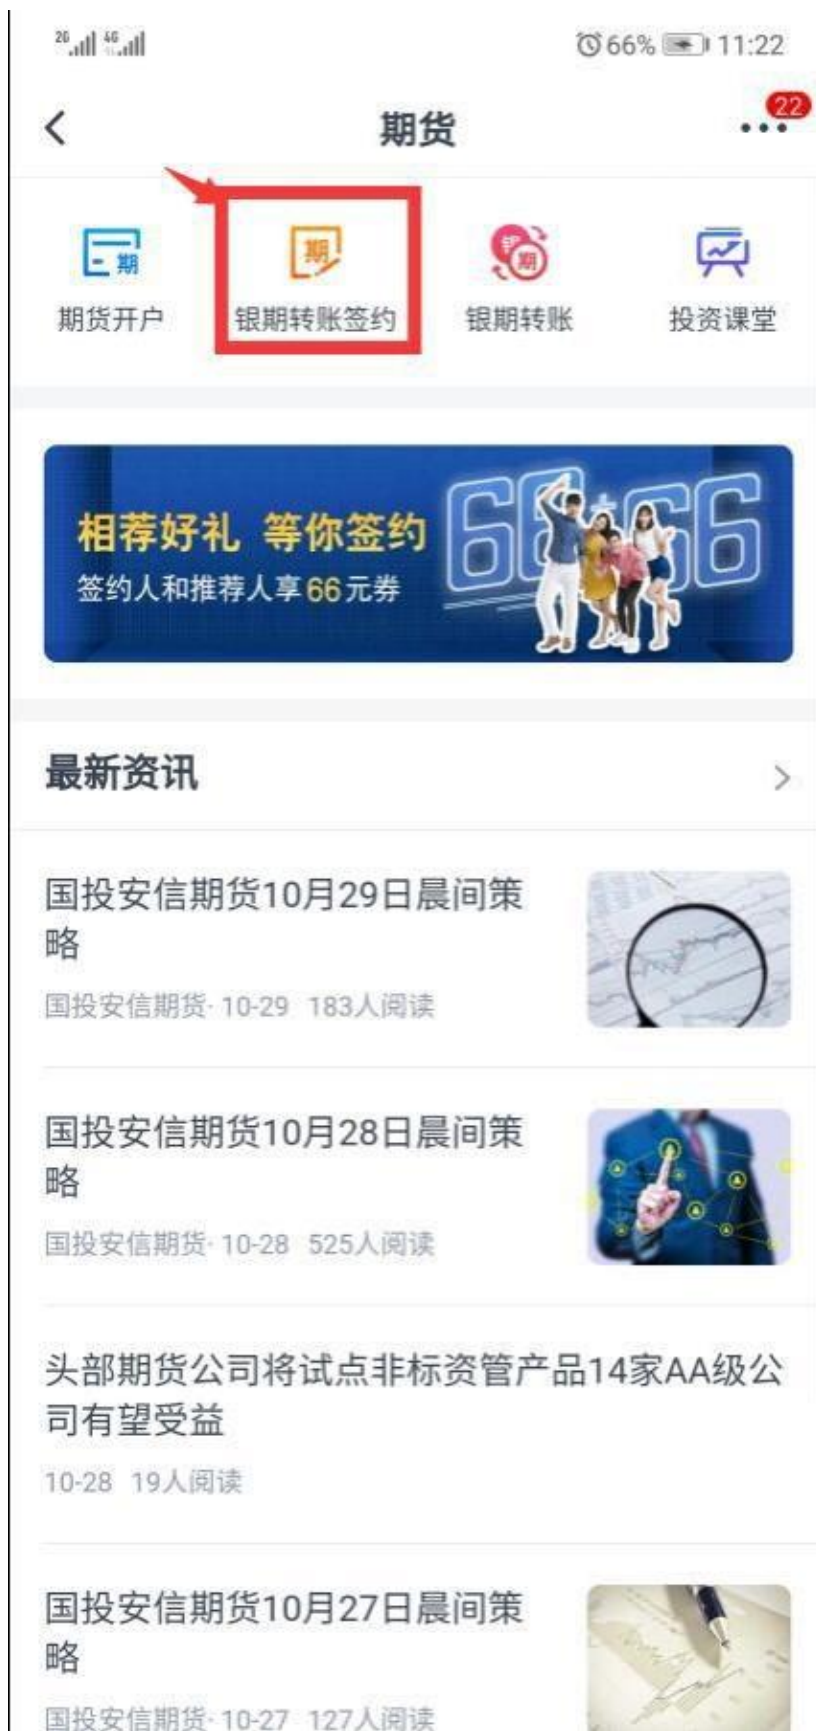 2G 4G 66% 11:22
期货
22
期
期
银
期
期货开户
银期转账签约
银期转账
投资课堂
相荐好礼 等你签约
签约人和推荐人享66元券
66+66
最新资讯
国投安信期货10月29日晨间策
略
国投安信期货· 10-29 183人阅读
国投安信期货10月28日晨间策
略
国投安信期货· 10-28 525人阅读
头部期货公司将试点非标资管产品14家AA级公
司有望受益
10-28 19人阅读
国投安信期货10月27日晨间策
略
国投安信期货· 10-27 127人阅读